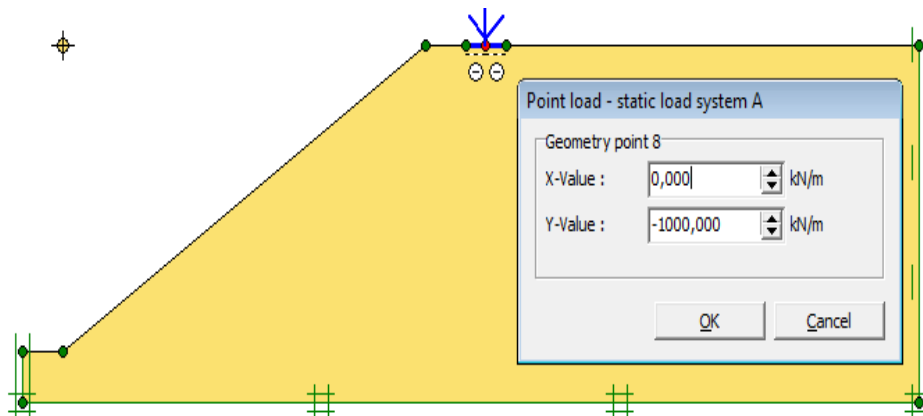 Point load - static load system A
Geometry point 8
X-Value : 0,000 kN/m
Y-Value : -1000,000 kN/m
OK Cancel